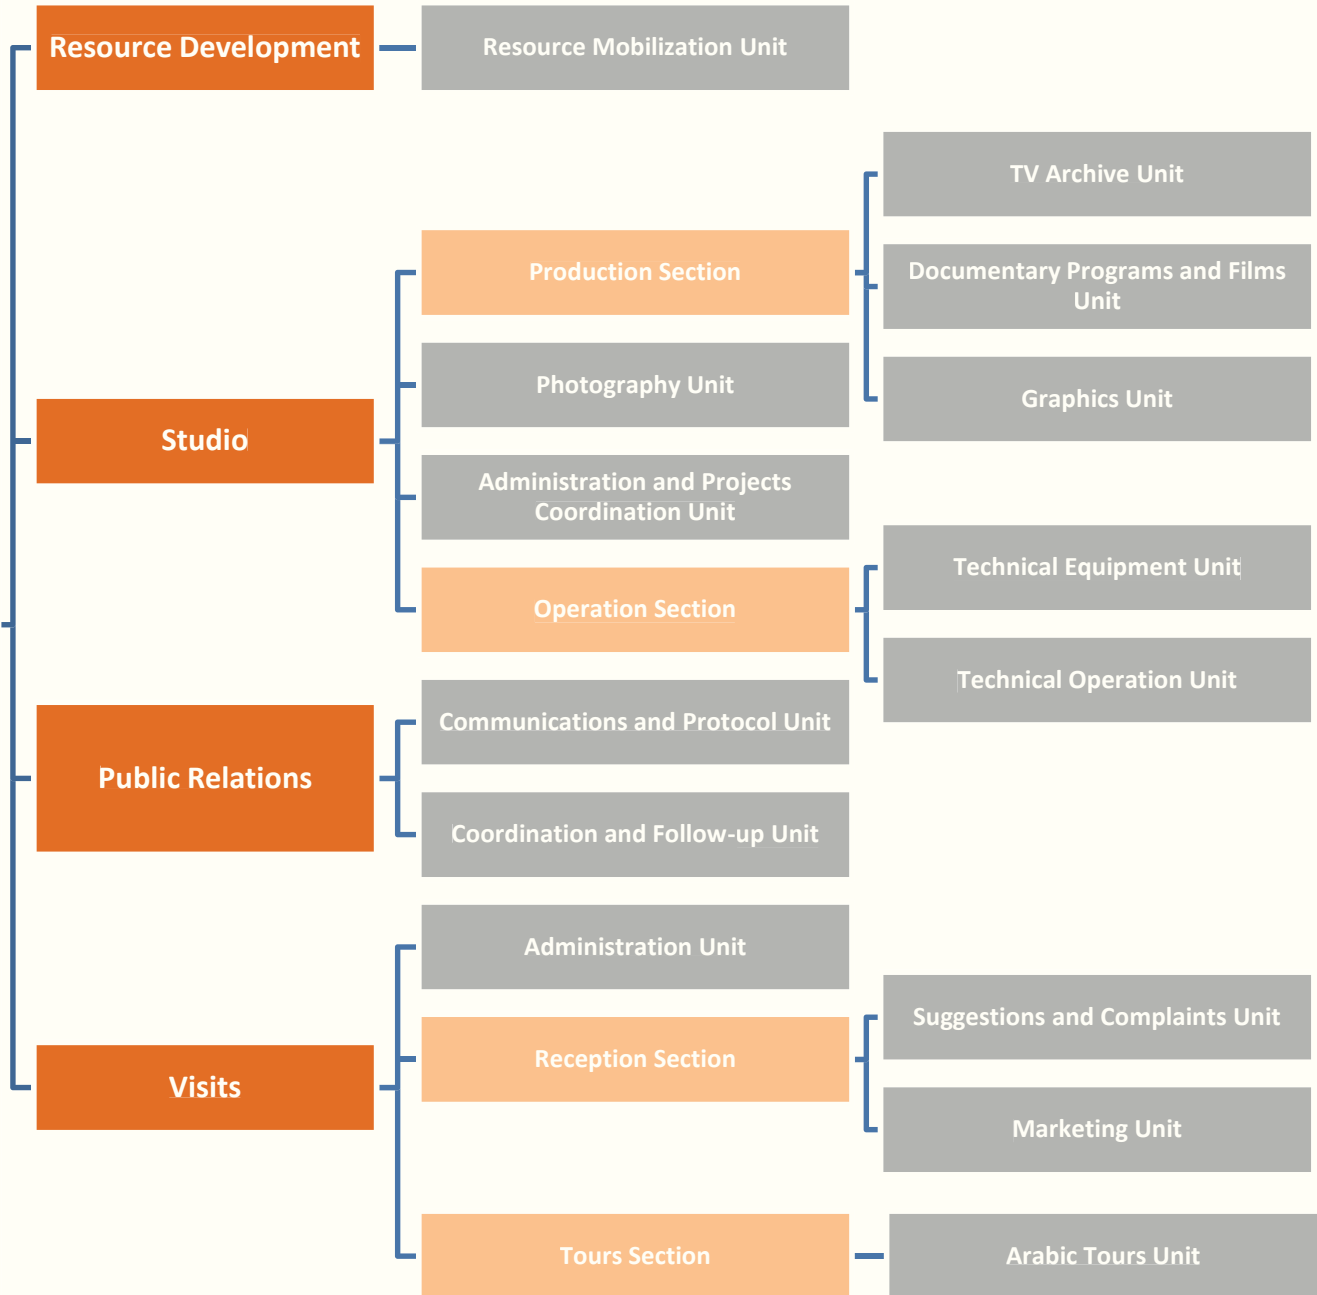 Resource Development
Resource Mobilization Unit
TV Archive Unit
Production Section
Documentary Programs and Films
Unit
Photography Unit
Graphics Unit
Studio
Administration and Projects
Coordination Unit
Technical Equipment Unit
Operation Section
Technical Operation Unit
Communications and Protocol Unit
Public Relations
Coordination and Follow-up Unit
Administration Unit
Suggestions and Complaints Unit
Reception Section
Visits
Marketing Unit
Tours Section
Arabic Tours Unit